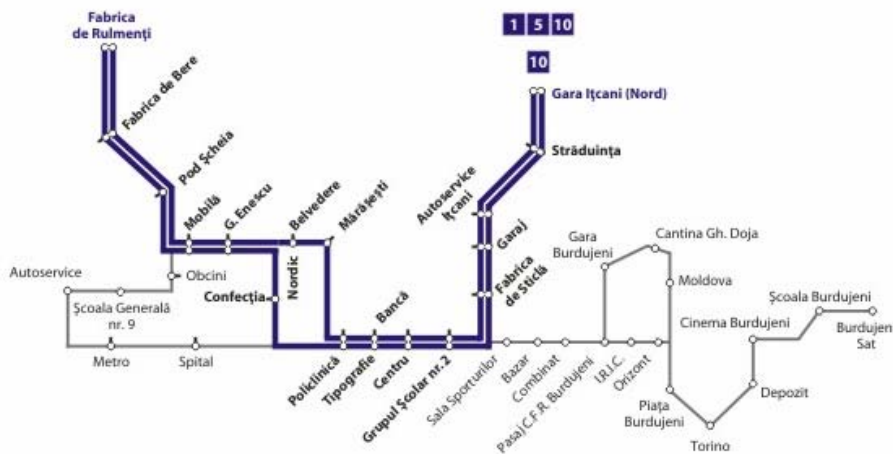 Fabrica
de Rulmenți
1 5 10
10
Gara Ițcani (Nord)
Fabrica de Bere
Străduința
Pod Șcheia
Mobilă
G. Enescu
Belvedere
Mărășești
Autoservice
Ițcani
Garaj
Fabrica
de Sticlă
Gara
Burdujeni
Cantina Gh. Doja
Moldova
Autoservice
Obcini
Școala Generală
nr. 9
Confecția
Nordic
Bancă
Școala Burdujeni
Cinema Burdujeni
Burdujeni
Sat
Metro
Spital
Policlinică
Tipografie
Centru
Grupul Școlar nr. 2
Sala Sporturilor
Bazar
Combinat
Pasaj C.F.R. Burdujeni
I.R.I.C.
Orizont
Piața
Burdujeni
Depozit
Torino